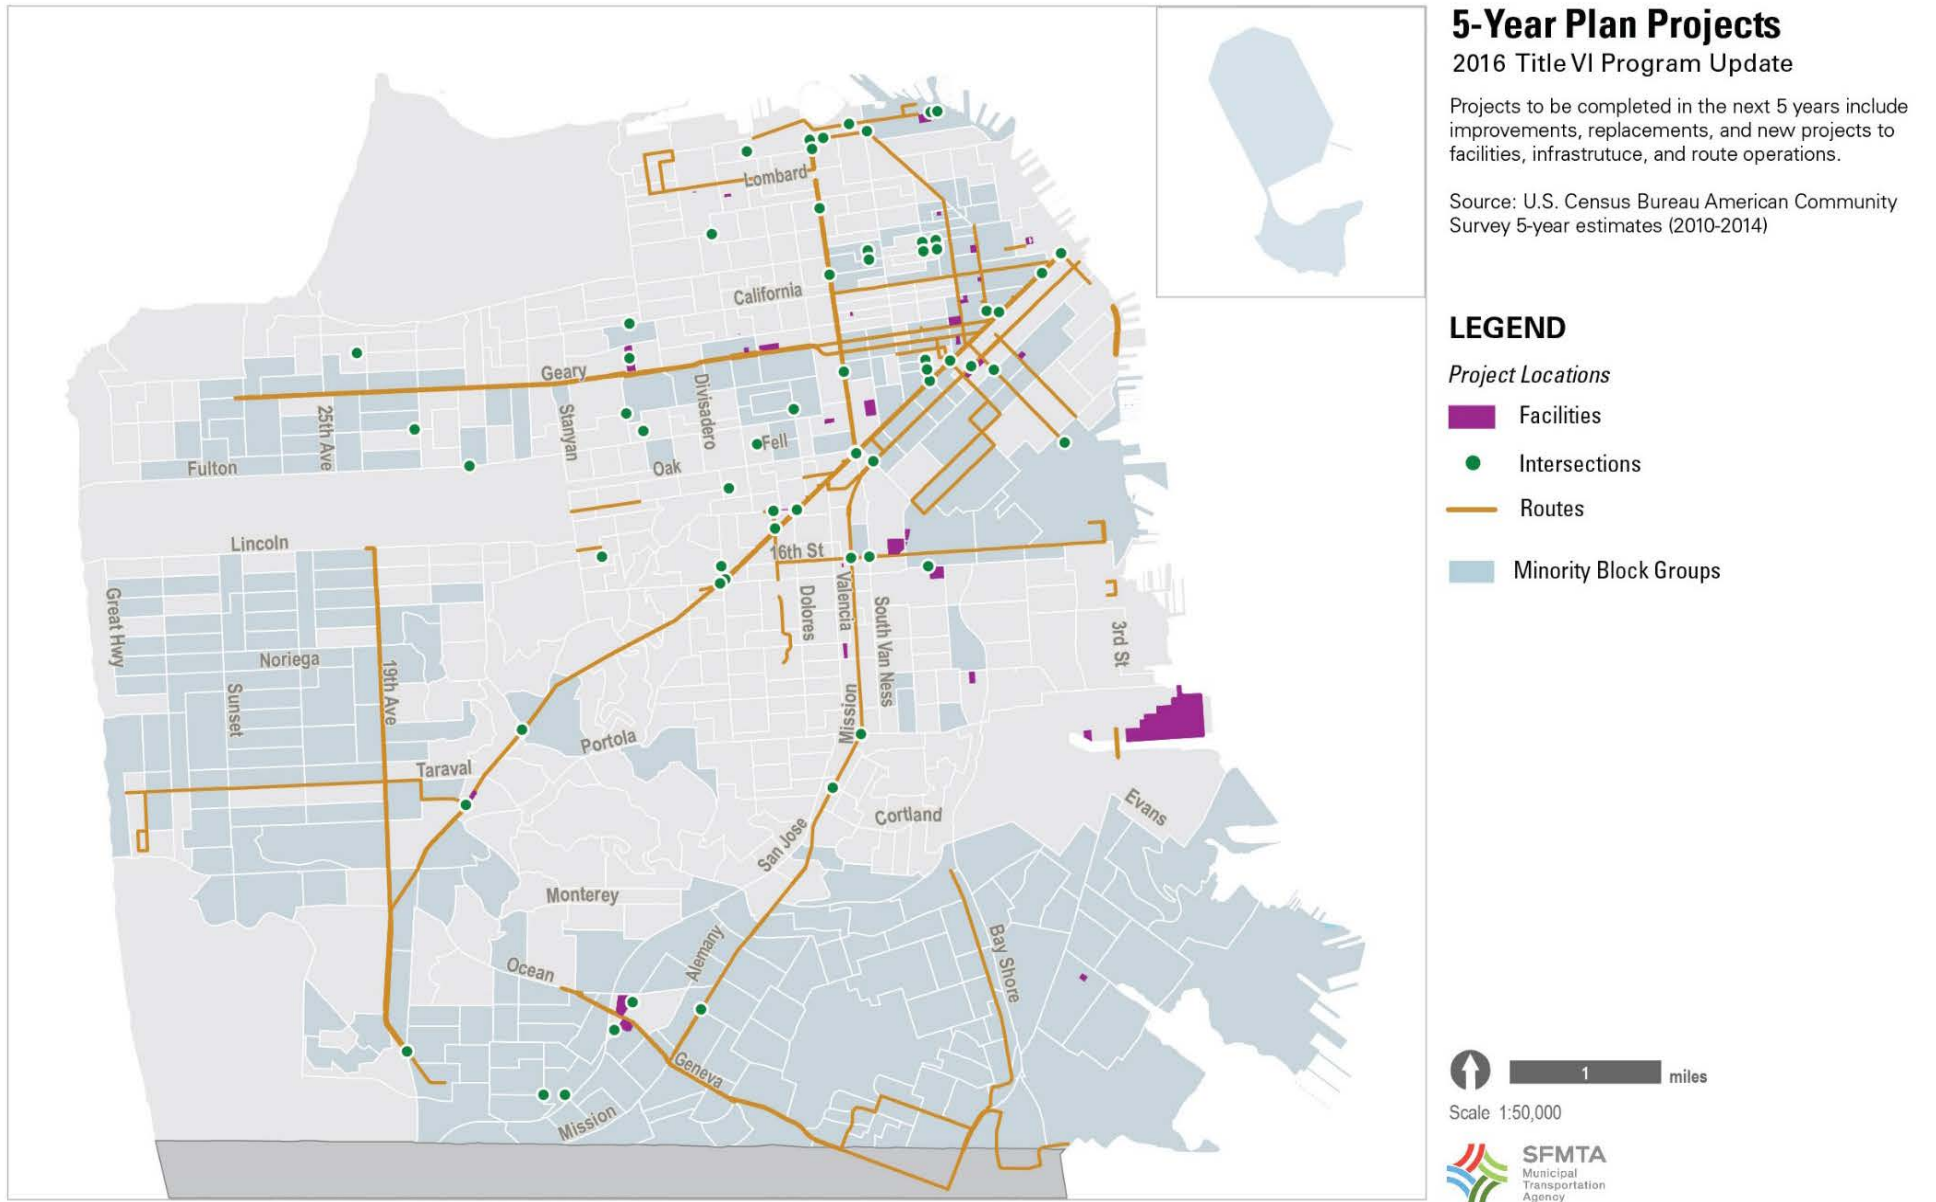 5-Year Plan Projects
2016 Title VI Program Update
Projects to be completed in the next 5 years include
improvements, replacements, and new projects to
facilities, infrastrutuce, and route operations.
Source: U.S. Census Bureau American Community
Survey 5-year estimates (2010-2014)
LEGEND
Project Locations
Facilities
Intersections
Routes
Minority Block Groups
1 miles
Scale 1:50,000
SFMTA
Municipal
Transportation
Agency
Lombard
California
Geary
Divisadero
25th Ave
Stanyan
Fell
Fulton
Oak
Lincoln
16th St
Great Hwy
Dolores
Valencia
South Van Ness
3rd St
Noriega
19th Ave
Sunset
Mission
Portola
Taraval
Evans
Cortland
San Jose
Monterey
Alemany
Bay Shore
Ocean
Geneva
Mission